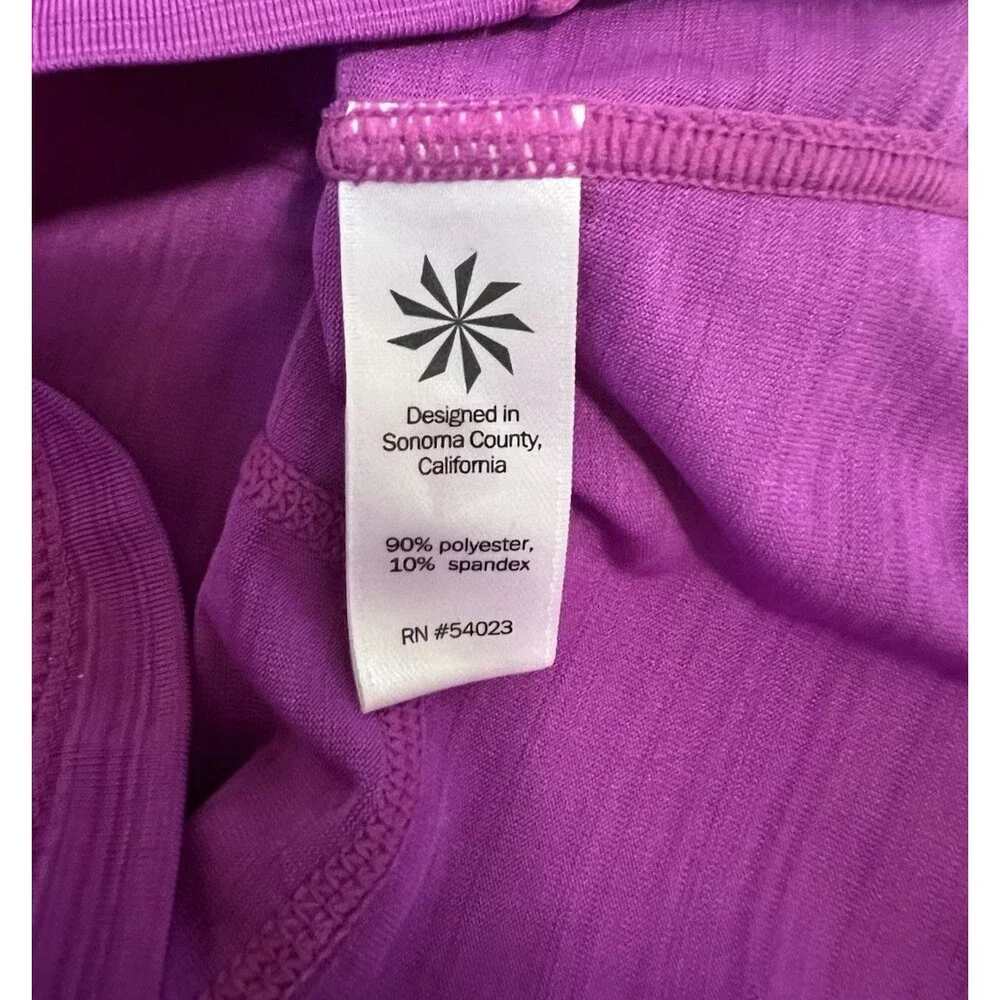 Designed in
Sonoma County,
California
90% polyester,
10% spandex
RN #54023